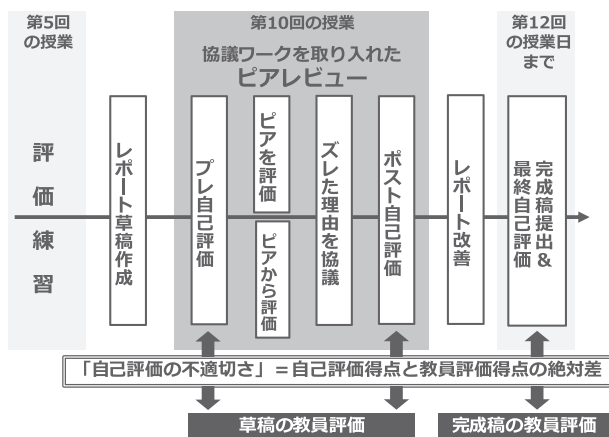 第5回
の授業
第10回の授業
協議ワークを取り入れた
ピアレビュー
第12回
の授業日
まで
評価練習
レポート草稿作成
プレ自己評価
ピアを評価
ピアから評価
ズレた理由を協議
ポスト自己評価
レポート改善
完成稿提出&
最終自己評価
「自己評価の不適切さ」＝自己評価得点と教員評価得点の絶対差
草稿の教員評価
完成稿の教員評価